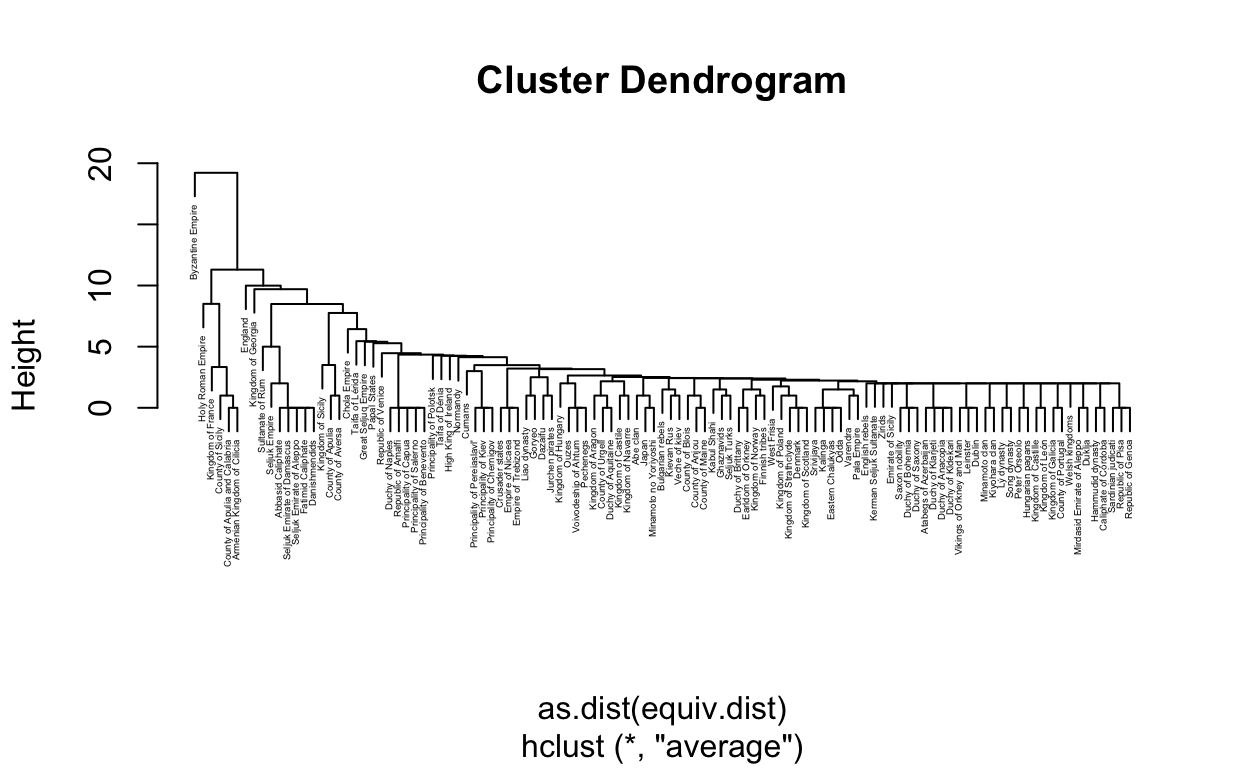 Cluster Dendrogram
Height
20
10
5
0
Byzantine Empire
Holy Roman Empire
Kingdom of France
County of Sicily
County of Apulia and Calabria
Armenian Kingdom of Cilicia
England
Kingdom of Georgia
Sultanate of Rum
Seljuk Empire
Abbasid Caliphate
Seljuk Emirate of Damascus
Seljuk Emirate of Aleppo
Fatimid Caliphate
Danishmends
Kingdom of Sicily
County of Apulia
County of Aversa
Chola Empire
Taifa of Lérida
Great Seljuq Empire
Papal States
Republic of Venice
Duchy of Naples
Republic of Amalfi
Principality of Capua
Principality of Salerno
Principality of Benevento
Principality of Polotsk
Taifa of Dénia
High King of Ireland
Normandy
Cumans
Principality of Pereiaslavl'
Principality of Kiev
Principality of Chernigov
Crusader states
Empire of Nicaea
Empire of Trebizond
Liao dynasty
Goryeo
Dazaifu
Jurchen pirates
Kingdom of Hungary
Ouzes
Voivodeship of Ahtum
Pechenegs
Kingdom of Aragon
County of Urgell
Duchy of Aquitaine
Kingdom of Castile
Kingdom of Navarre
Abe clan
Minamoto no Yoriyoshi
Bulgarian rebels
Kievan Rus
Veche of kiev
County of Blois
County of Anjou
County of Maine
Kabul Shahi
Ghaznavids
Seljuq Turks
Duchy of Brittany
Earldom of Orkney
Kingdom of Norway
Finnish tribes
West Frisia
Kingdom of Poland
Kingdom of Strathclyde
Denmark
Kingdom of Scotland
Srivijaya
Kalinga
Eastern Chalukyas
Odda
Varendra
Pala Empire
English rebels
Kerman Seljuk Sultanate
Zirids
Emirate of Sicily
Saxon nobility
Duchy of Bohemia
Duchy of Saxony
Atabegs of Azerbaijan
Duchy of Kldekari
Vikings of Orkney and Man
Leinster
Dublin
Minamoto clan
Kiyohara clan
Lý dynasty
Song dynasty
Peter Orseolo
Hungarian Pagans
Kingdom of Castile
Kingdom of León
Kingdom of Galicia
County of Portugal
Welsh kingdoms
Mirdasid Emirate of Aleppo
Duklja
Hammudid dynasty
Caliphate of Córdoba
Sardinian judicati
Republic of Pisa
Republic of Genoa
as.dist(equiv.dist)
hclust (*, "average")